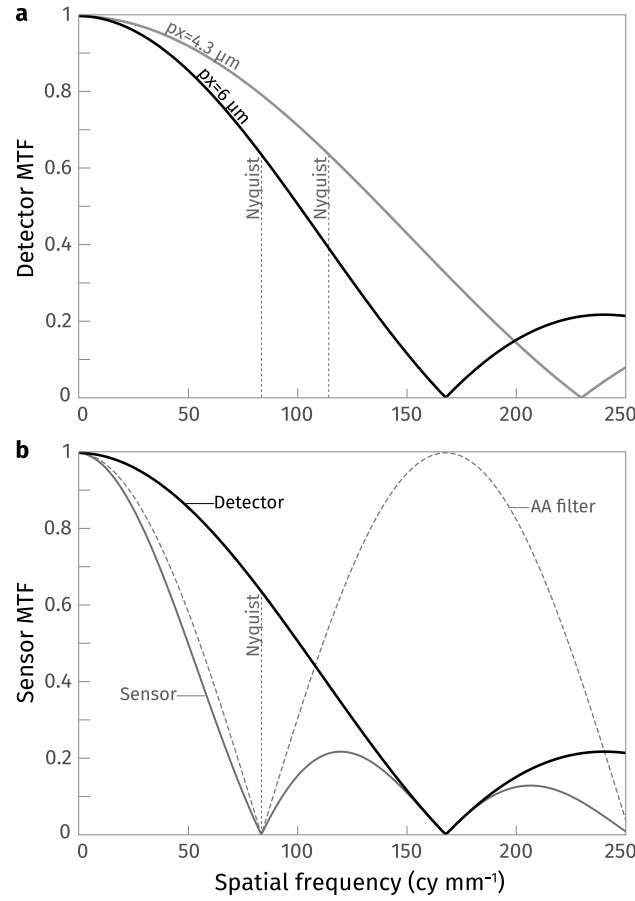 a
1
0.8
0.6
0.4
0.2
0
Detector MTF
px=4.3 µm
px=6 µm
Nyquist
Nyquist
0 50 100 150 200 250
b
1
0.8
0.6
0.4
0.2
0
Sensor MTF
Detector
AA filter
Nyquist
Sensor
0 50 100 150 200 250
Spatial frequency (cy mm⁻¹)